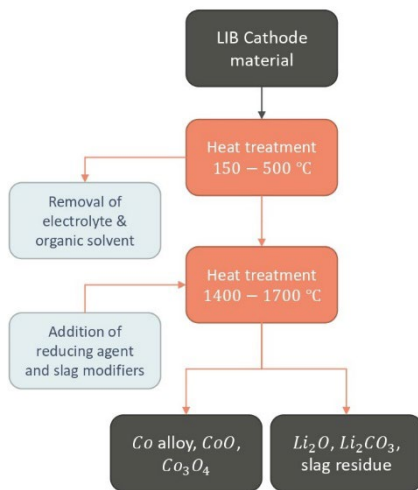 LIB Cathode
material
Heat treatment
150 – 500 ℃
Removal of
electrolyte &
organic solvent
Heat treatment
1400 – 1700 ℃
Addition of
reducing agent
and slag modifiers
Co alloy, CoO,
Co₃O₄
Li₂O, Li₂CO₃,
slag residue